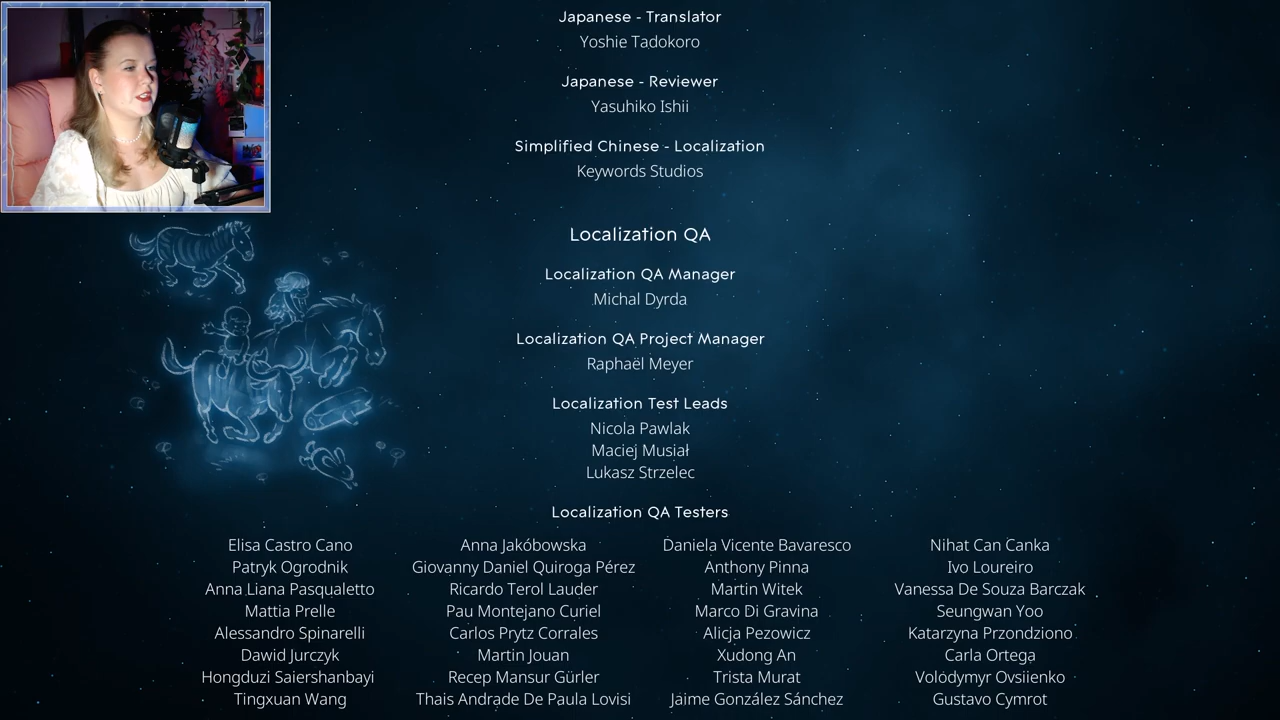 Japanese - Translator
Yoshie Tadokoro
Japanese - Reviewer
Yasuhiko Ishii
Simplified Chinese - Localization
Keywords Studios
Localization QA
Localization QA Manager
Michal Dyrda
Localization QA Project Manager
Raphaël Meyer
Localization Test Leads
Nicola Pawlak
Maciej Musiał
Lukasz Strzelec
Localization QA Testers
Elisa Castro Cano Anna Jakóbowska Daniela Vicente Bavaresco Nihat Can Canka
Patryk Ogrodnik Giovanny Daniel Quiroga Pérez Anthony Pinna Ivo Loureiro
Anna Liana Pasqualetto Ricardo Terol Lauder Martin Witek Vanessa De Souza Barczak
Mattia Prelle Pau Montejano Curiel Marco Di Gravina Seungwan Yoo
Alessandro Spinarelli Carlos Prytz Corrales Alicja Pezowicz Katarzyna Przondziono
Dawid Jurczyk Martin Jouan Xudong An Carla Ortega
Hongduzi Saiershanbayi Recep Mansur Gürler Trista Murat Volodymyr Ovsiienko
Tingxuan Wang Thais Andrade De Paula Lovisi Jaime González Sánchez Gustavo Cymrot